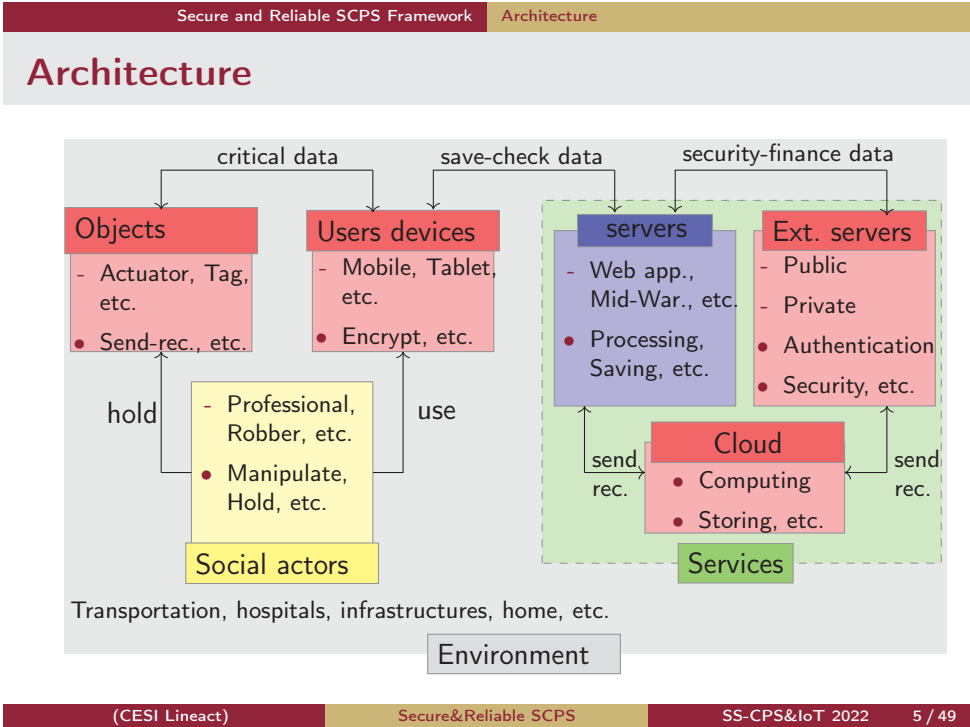 Secure and Reliable SCPS Framework Architecture
Architecture
critical data
save-check data
security-finance data
Objects
- Actuator, Tag,
etc.
• Send-rec., etc.
Users devices
- Mobile, Tablet,
etc.
• Encrypt, etc.
servers
- Web app.,
Mid-War., etc.
• Processing,
Saving, etc.
Ext. servers
- Public
- Private
• Authentication
• Security, etc.
hold
use
- Professional,
Robber, etc.
• Manipulate,
Hold, etc.
Social actors
send
rec.
Cloud
• Computing
• Storing, etc.
send
rec.
Services
Transportation, hospitals, infrastructures, home, etc.
Environment
(CESI Lineact) Secure&Reliable SCPS SS-CPS&IoT 2022 5 / 49